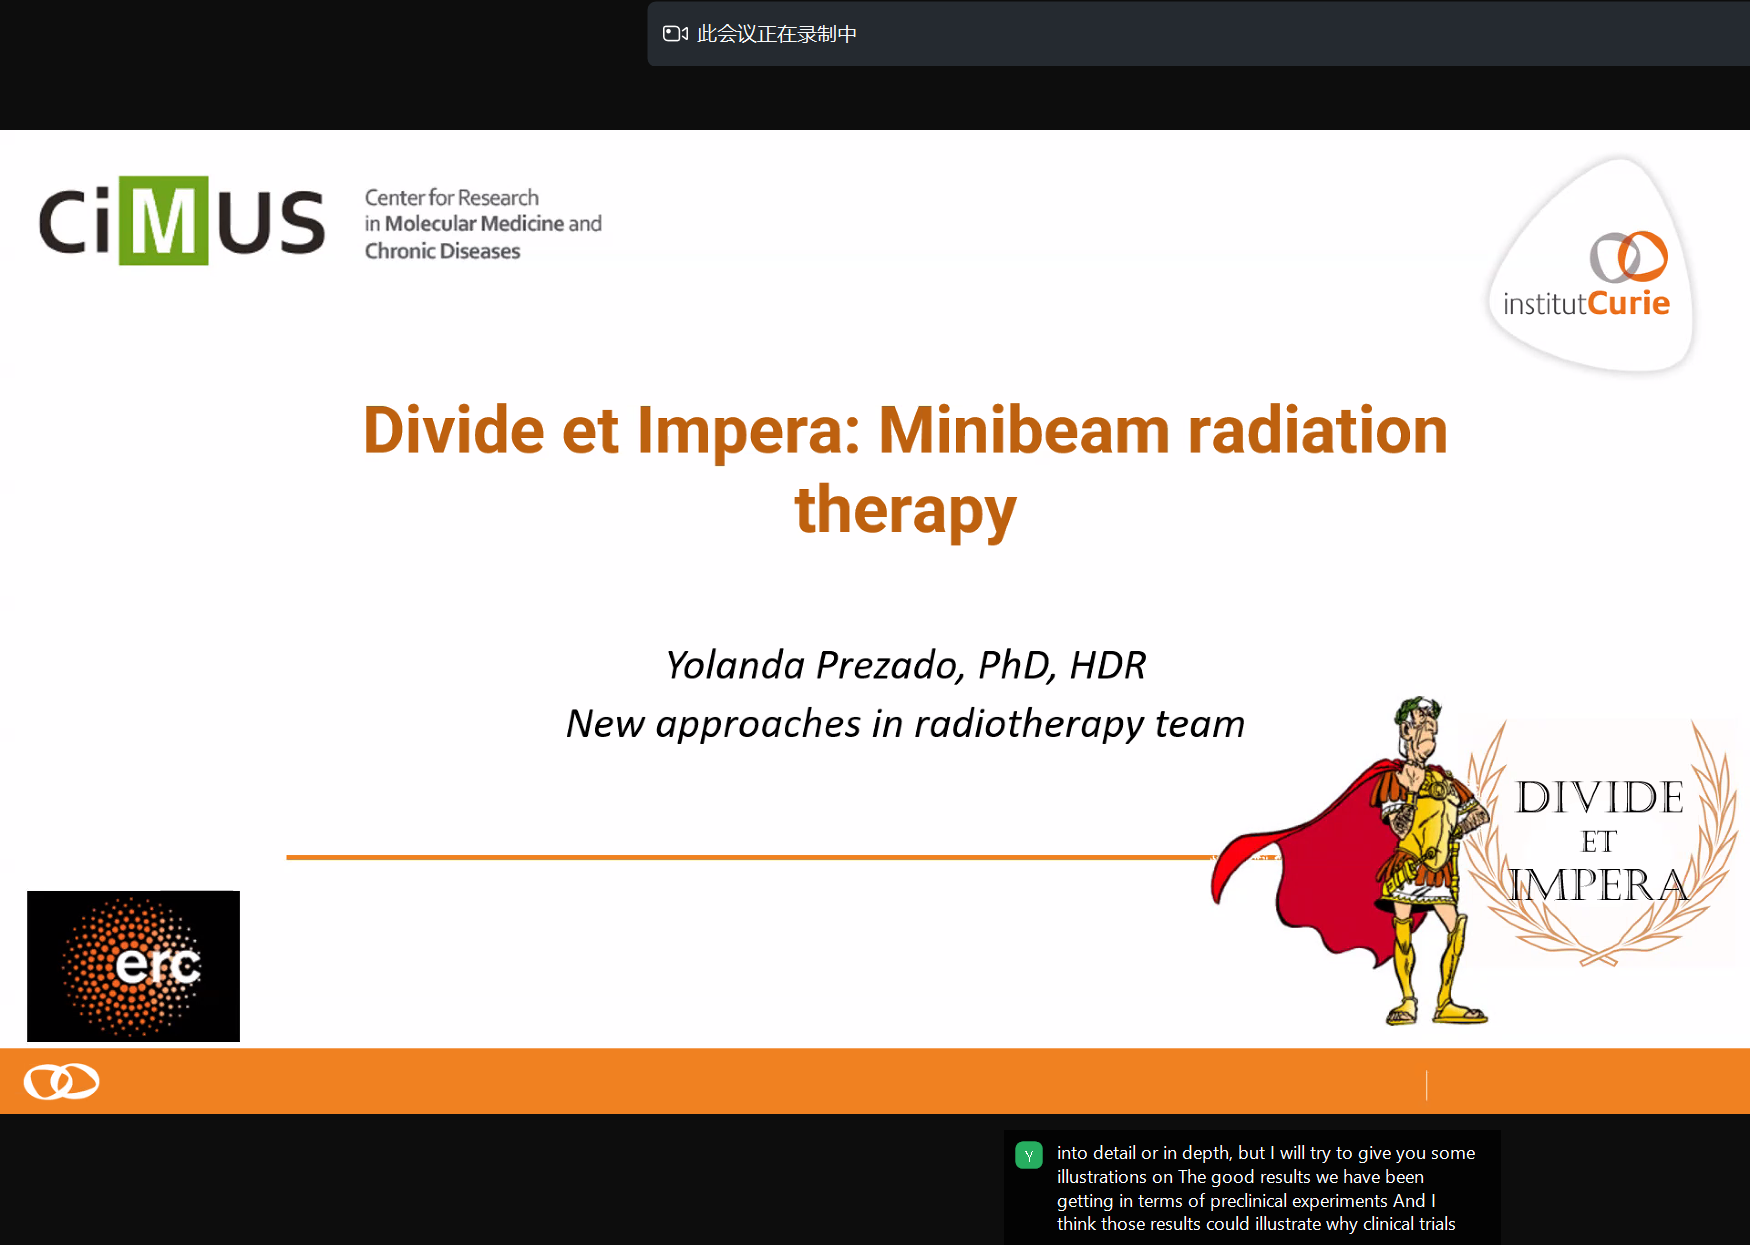 此会议正在录制中
CiMUS
Center for Research
in Molecular Medicine and
Chronic Diseases
institutCurie
Divide et Impera: Minibeam radiation
therapy
Yolanda Prezado, PhD, HDR
New approaches in radiotherapy team
DIVIDE
ET
IMPERA
erc
Y
into detail or in depth, but I will try to give you some
illustrations on The good results we have been
getting in terms of preclinical experiments And I
think those results could illustrate why clinical trials